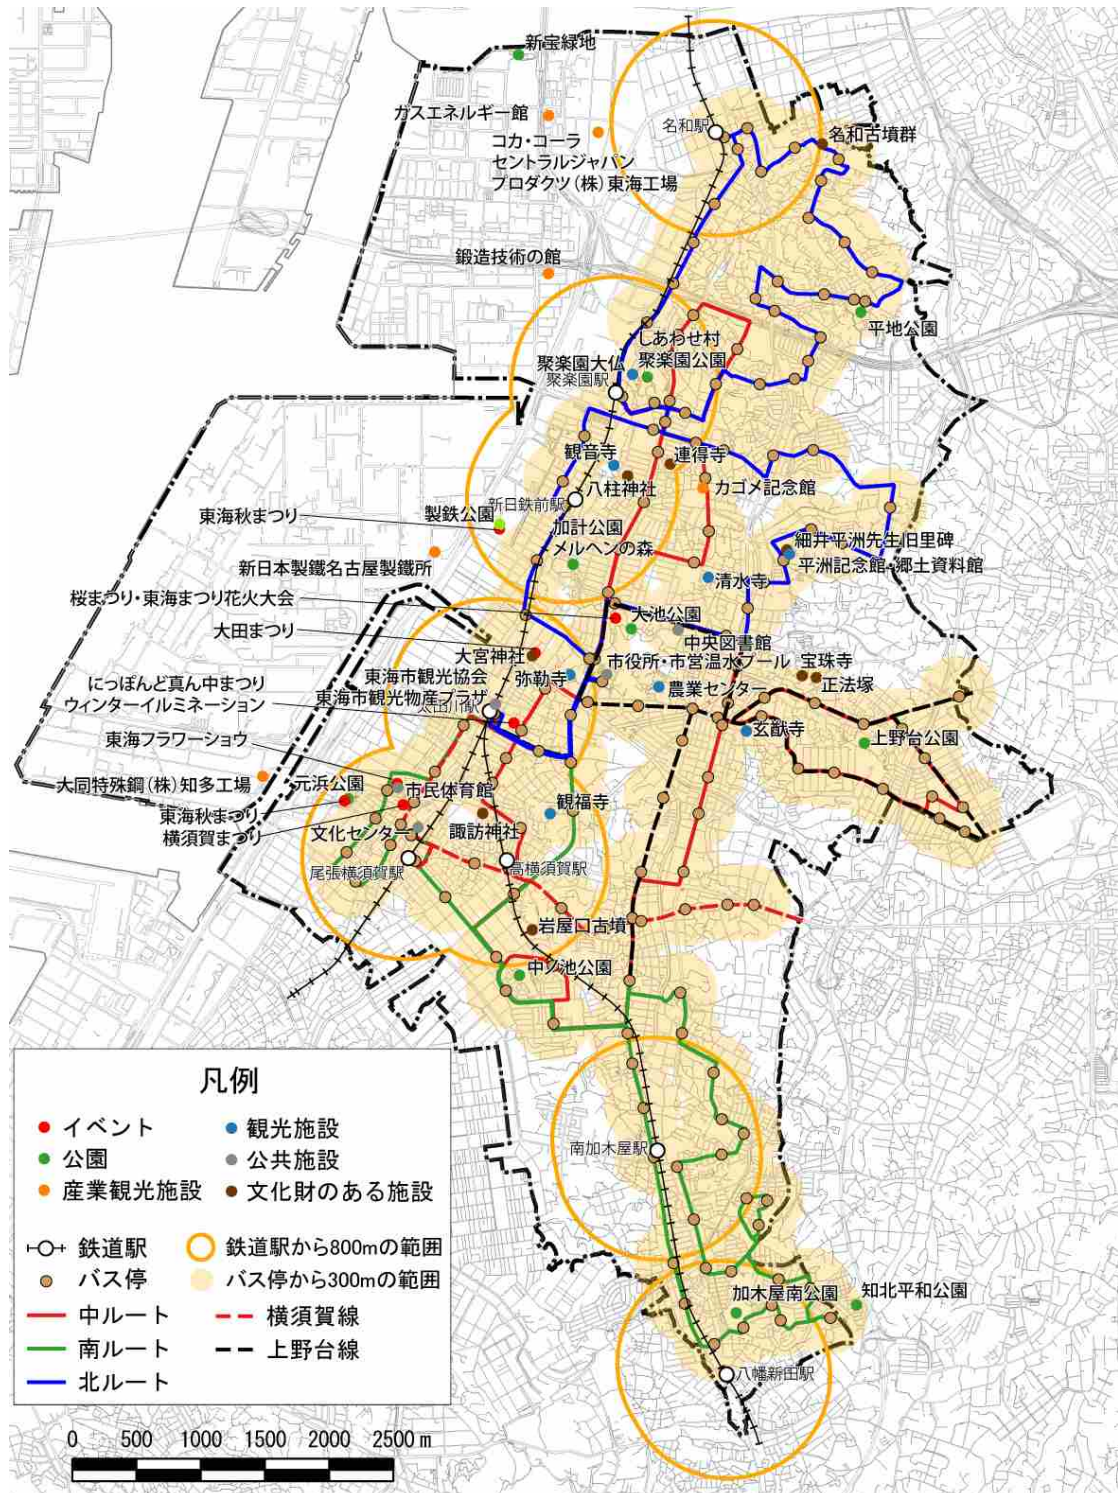 新宝緑地
ガスエネルギー館
コカ・コーラ
セントラルジャパン
プロダクツ(株)東海工場
名和駅
名和古墳群
鍛造技術の館
平地公園
しあわせ村
聚楽園大仏
聚楽園公園
聚楽園駅
観音寺
連得寺
八柱神社
カゴメ記念館
新日鉄前駅
東海秋まつり
製鉄公園
加計公園
メルヘンの森
細井平洲先生旧里碑
平洲記念館・郷土資料館
新日本製鐵名古屋製鐵所
清水寺
桜まつり・東海まつり花火大会
大池公園
大田まつり
中央図書館
大宮神社
市役所・市営温水プール
宝珠寺
東海市観光協会
弥勒寺
農業センター
正法塚
にっぽんど真ん中まつり
東海市観光物産プラザ
ウィンターイルミネーション
太田川駅
玄猷寺
東海フラワーショウ
上野台公園
大同特殊鋼(株)知多工場
元浜公園
市民体育館
観福寺
東海秋まつり
横須賀まつり
文化センター
諏訪神社
尾張横須賀駅
高横須賀駅
岩屋口古墳
中ノ池公園
南加木屋駅
加木屋南公園
知北平和公園
八幡新田駅
凡例
イベント
観光施設
公園
公共施設
産業観光施設
文化財のある施設
鉄道駅
鉄道駅から800mの範囲
バス停
バス停から300mの範囲
中ルート
横須賀線
南ルート
上野台線
北ルート
0 500 1000 1500 2000 2500 m